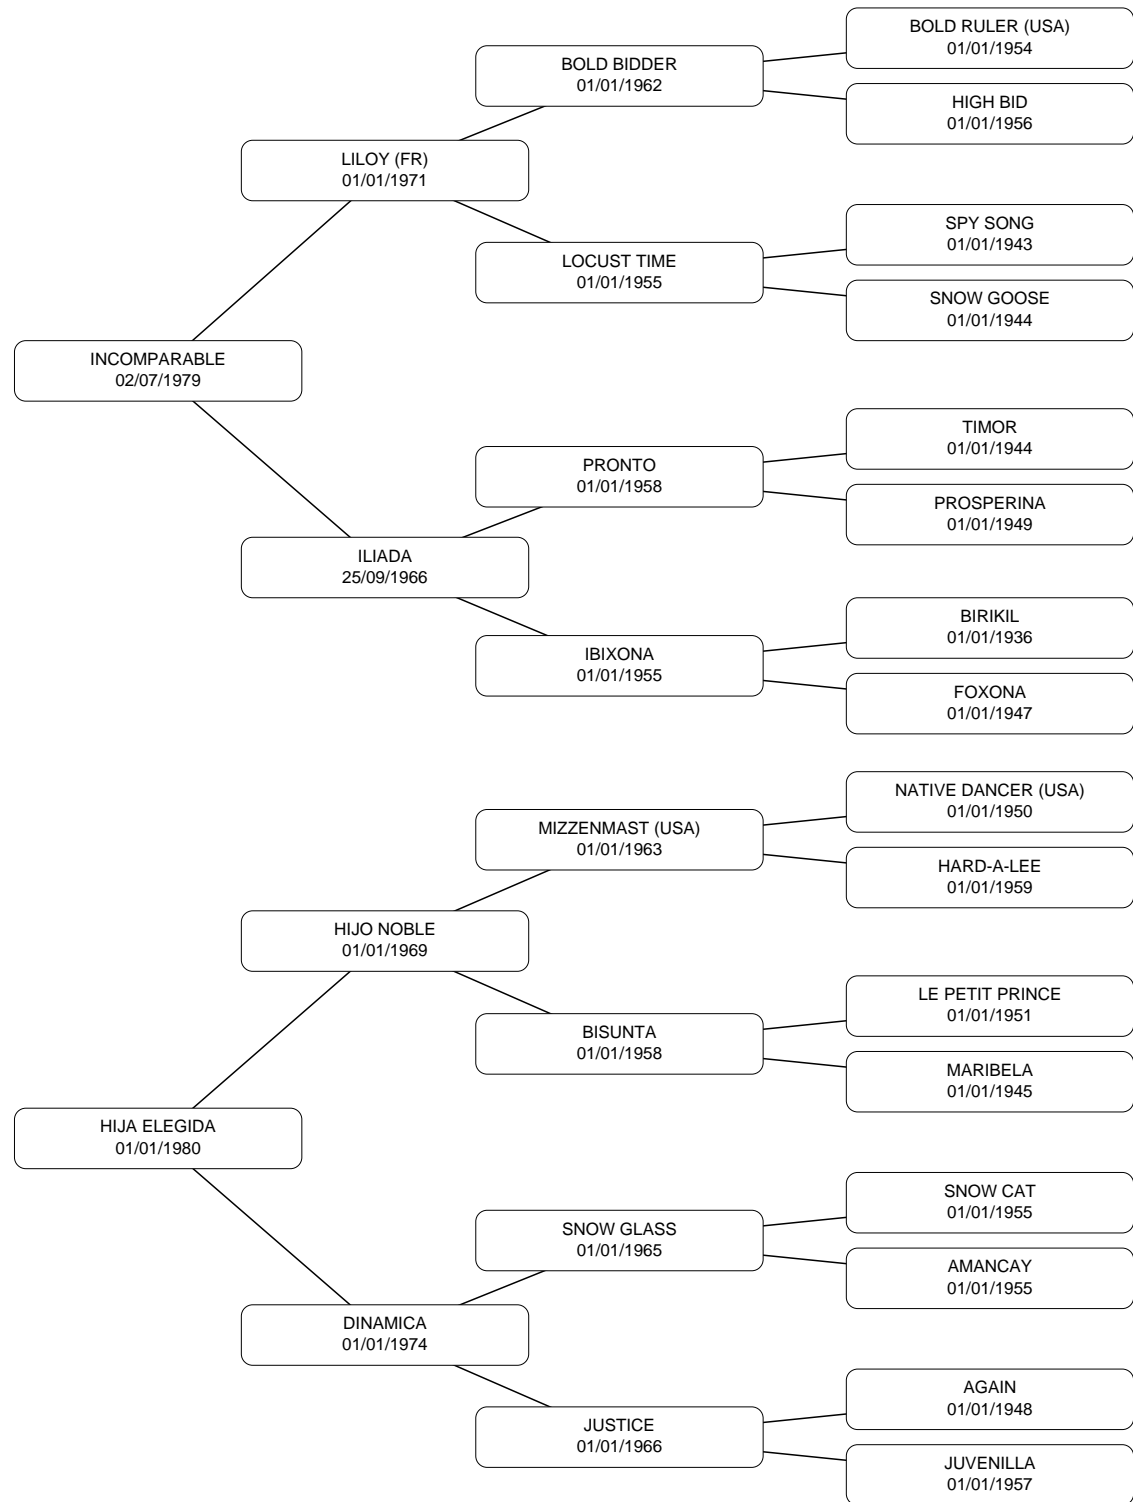 BOLD RULER (USA)
01/01/1954
BOLD BIDDER
01/01/1962
HIGH BID
01/01/1956
LILOY (FR)
01/01/1971
SPY SONG
01/01/1943
LOCUST TIME
01/01/1955
SNOW GOOSE
01/01/1944
INCOMPARABLE
02/07/1979
TIMOR
01/01/1944
PRONTO
01/01/1958
PROSPERINA
01/01/1949
ILIADA
25/09/1966
BIRIKIL
01/01/1936
IBIXONA
01/01/1955
FOXONA
01/01/1947
NATIVE DANCER (USA)
01/01/1950
MIZZENMAST (USA)
01/01/1963
HARD-A-LEE
01/01/1959
HIJO NOBLE
01/01/1969
LE PETIT PRINCE
01/01/1951
BISUNTA
01/01/1958
MARIBELA
01/01/1945
HIJA ELEGIDA
01/01/1980
SNOW CAT
01/01/1955
SNOW GLASS
01/01/1965
AMANCAY
01/01/1955
DINAMICA
01/01/1974
AGAIN
01/01/1948
JUSTICE
01/01/1966
JUVENILLA
01/01/1957